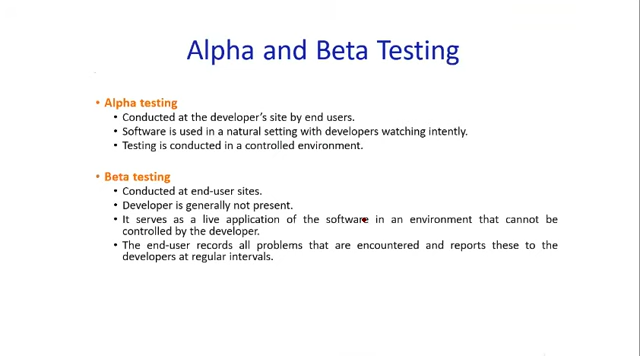 Alpha and Beta Testing
• Alpha testing
• Conducted at the developer's site by end users.
• Software is used in a natural setting with developers watching intently.
• Testing is conducted in a controlled environment.
• Beta testing
• Conducted at end-user sites.
• Developer is generally not present.
• It serves as a live application of the software in an environment that cannot be
controlled by the developer.
• The end-user records all problems that are encountered and reports these to the
developers at regular intervals.